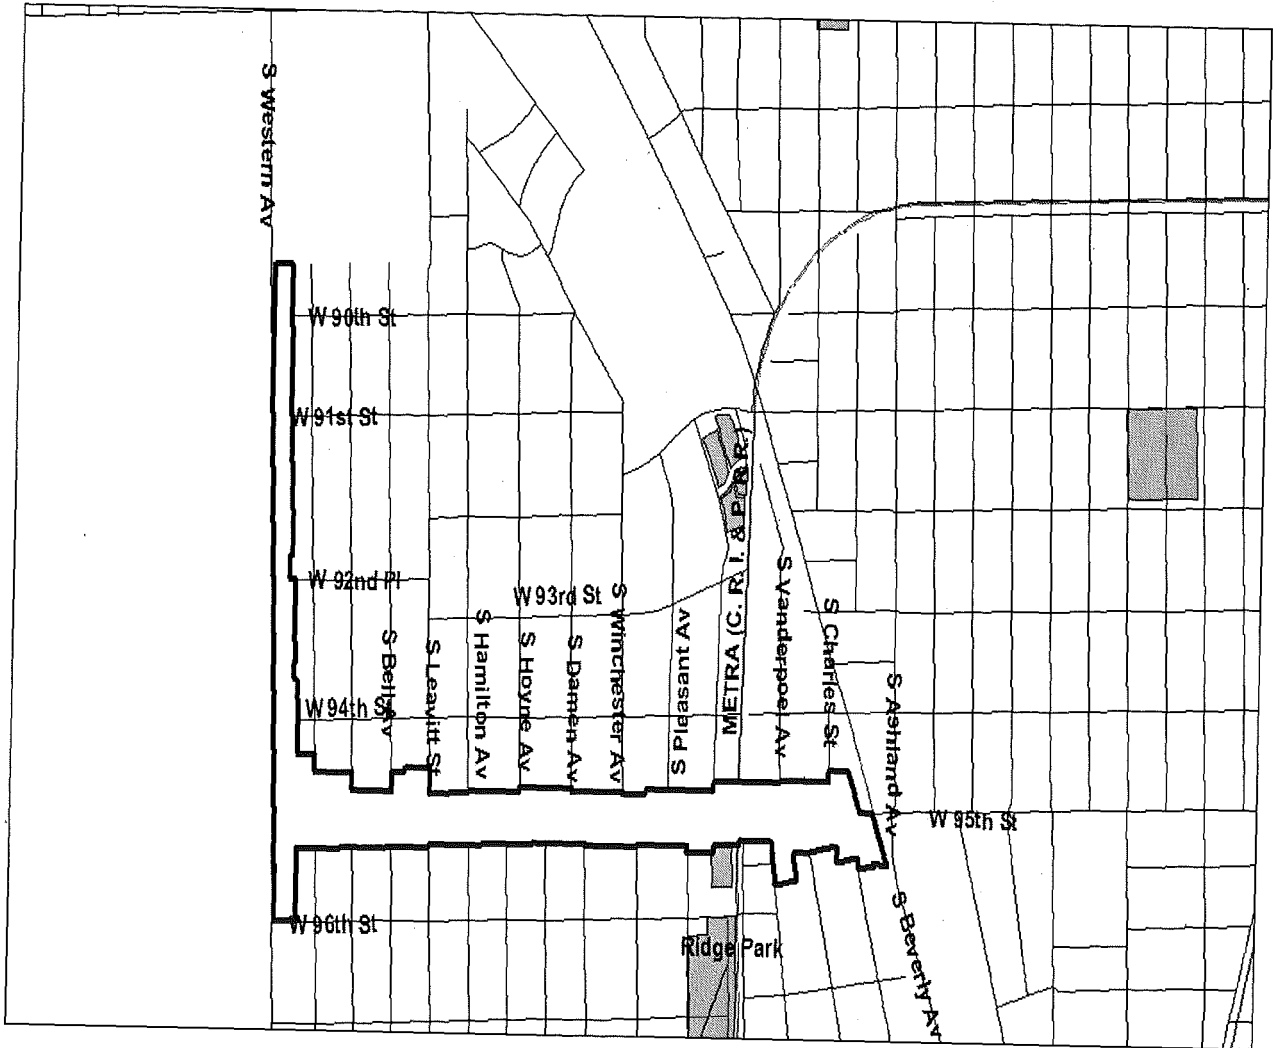 S Western Av
W 90th St
W 91st St
W 92nd Pl
W 93rd St
W 94th St
S Bell Av
S Leavitt St
S Hamilton Av
S Hoyne Av
S Damen Av
S Winchester Av
S Pleasant Av
METRA (C. R. I. & P. R.R.)
S Vanderpoel Av
S Charles St
S Ashland Av
W 95th St
S Beverly Av
W 96th St
Ridge Park